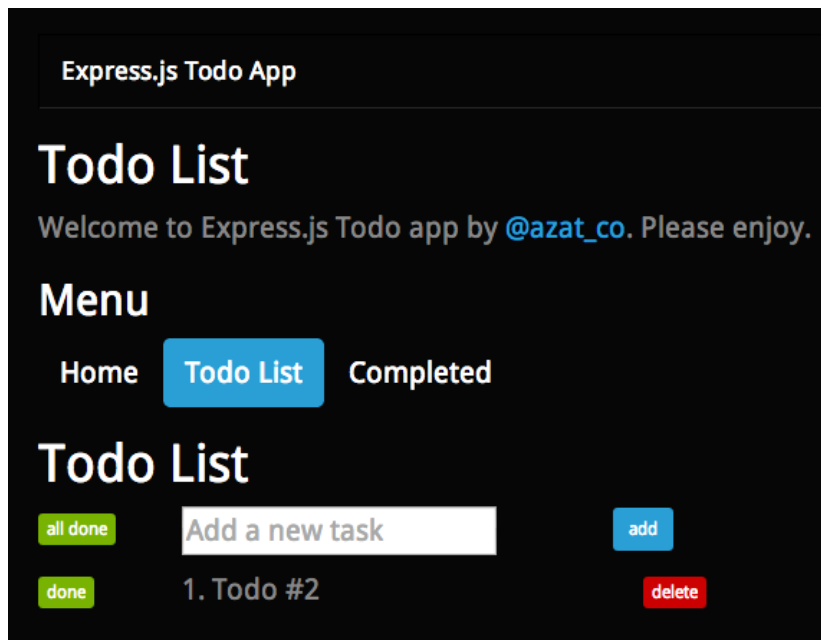 Express.js Todo App
Todo List
Welcome to Express.js Todo app by @azat_co. Please enjoy.
Menu
Home Todo List Completed
Todo List
all done Add a new task add
done 1. Todo #2 delete